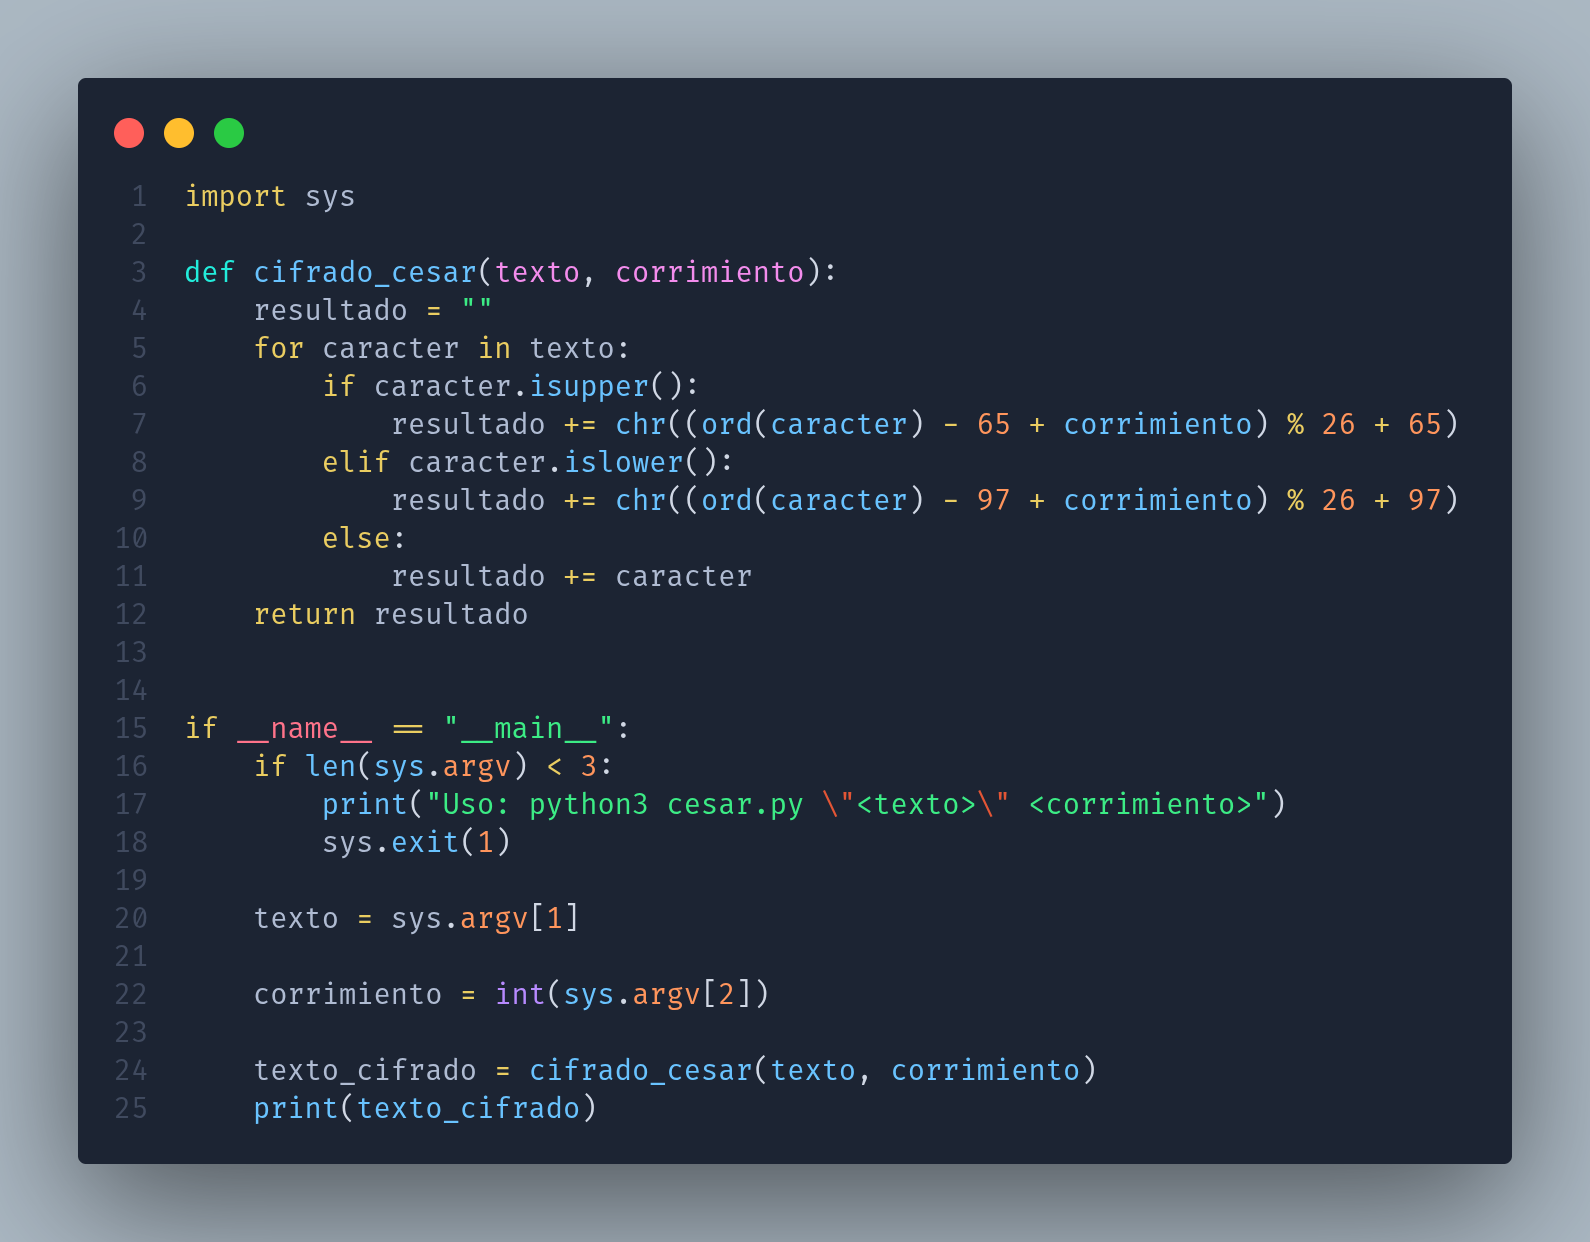 1 import sys
2
3 def cifrado_cesar(texto, corrimiento):
4     resultado = ""
5     for caracter in texto:
6         if caracter.isupper():
7             resultado += chr((ord(caracter) - 65 + corrimiento) % 26 + 65)
8         elif caracter.islower():
9             resultado += chr((ord(caracter) - 97 + corrimiento) % 26 + 97)
10         else:
11             resultado += caracter
12     return resultado
13
14
15 if __name__ == "__main__":
16     if len(sys.argv) < 3:
17         print("Uso: python3 cesar.py \"<texto>\" <corrimiento>")
18         sys.exit(1)
19
20     texto = sys.argv[1]
21
22     corrimiento = int(sys.argv[2])
23
24     texto_cifrado = cifrado_cesar(texto, corrimiento)
25     print(texto_cifrado)